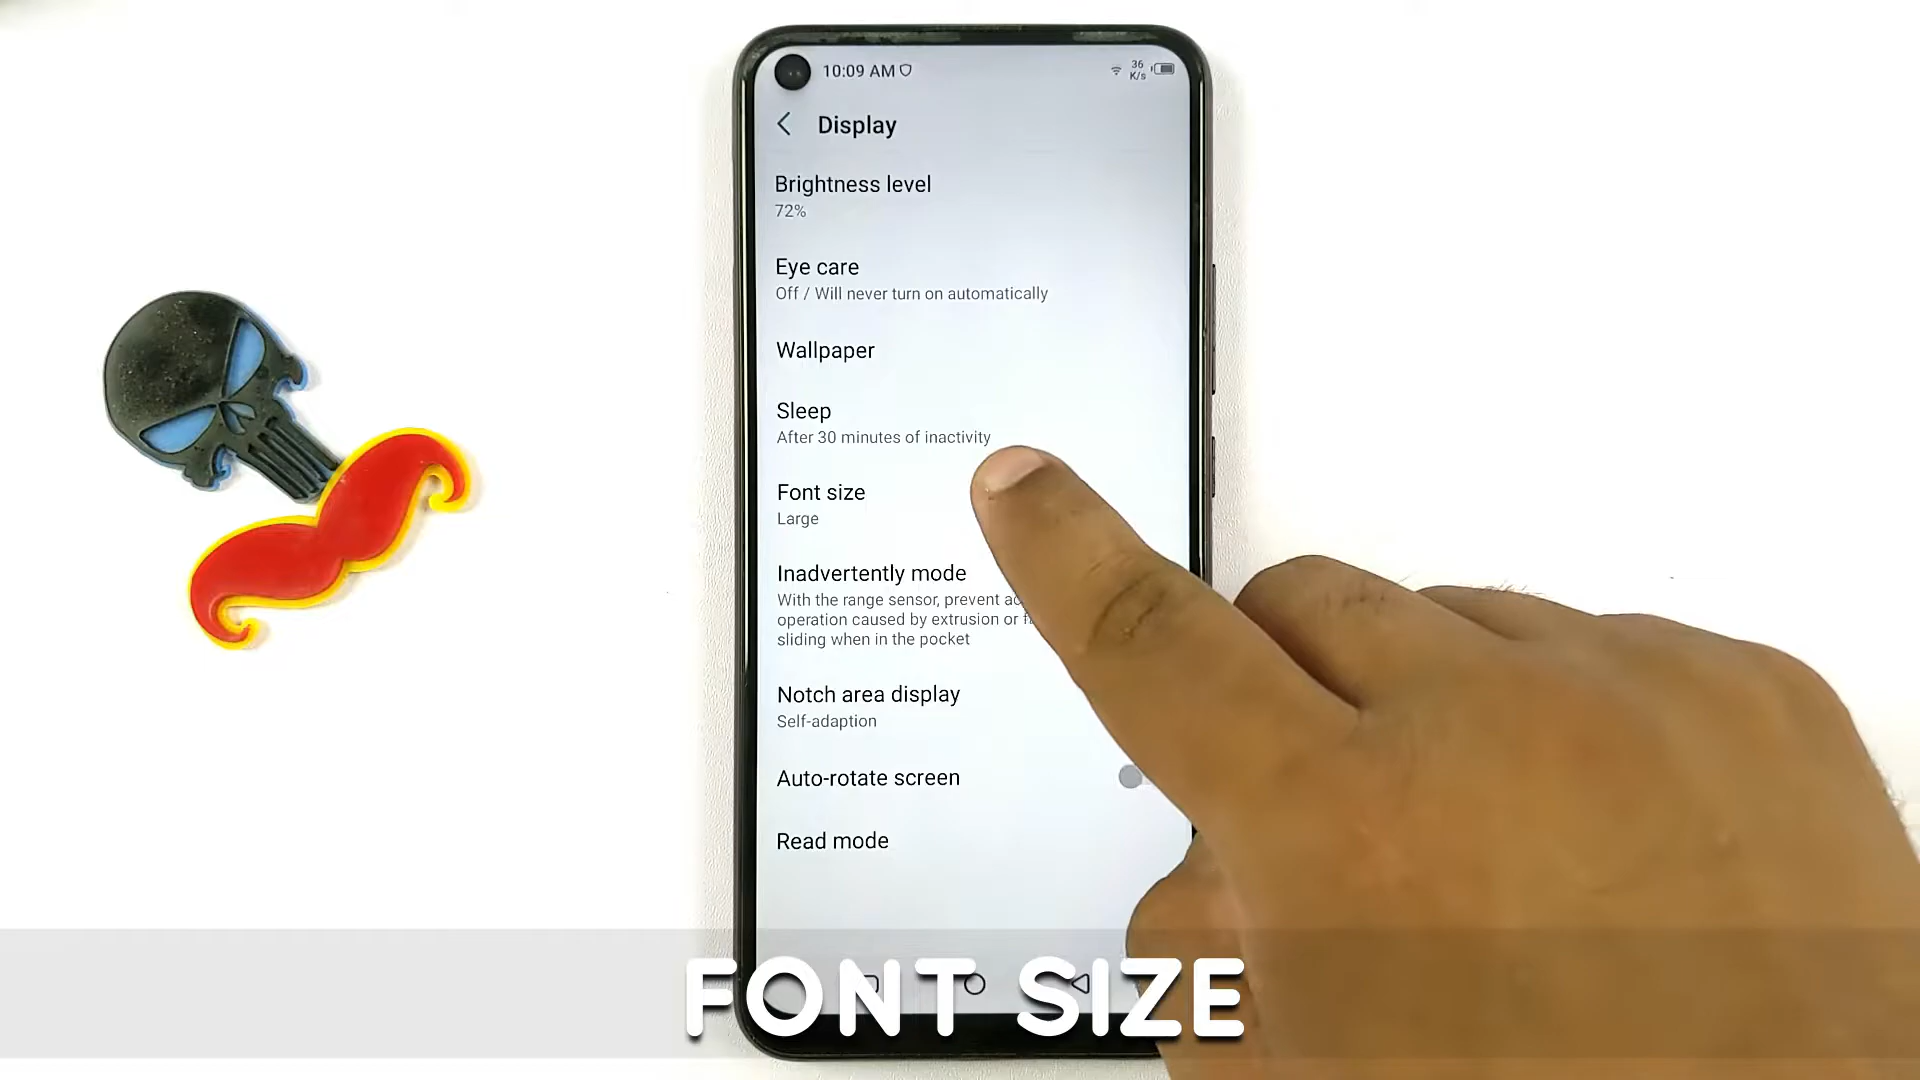 10:09 AM
36
K/s
Display
Brightness level
72%
Eye care
Off / Will never turn on automatically
Wallpaper
Sleep
After 30 minutes of inactivity
Font size
Large
Inadvertently mode
With the range sensor, prevent
operation caused by extrusion or
sliding when in the pocket
Notch area display
Self-adaption
Auto-rotate screen
Read mode
FONT SIZE